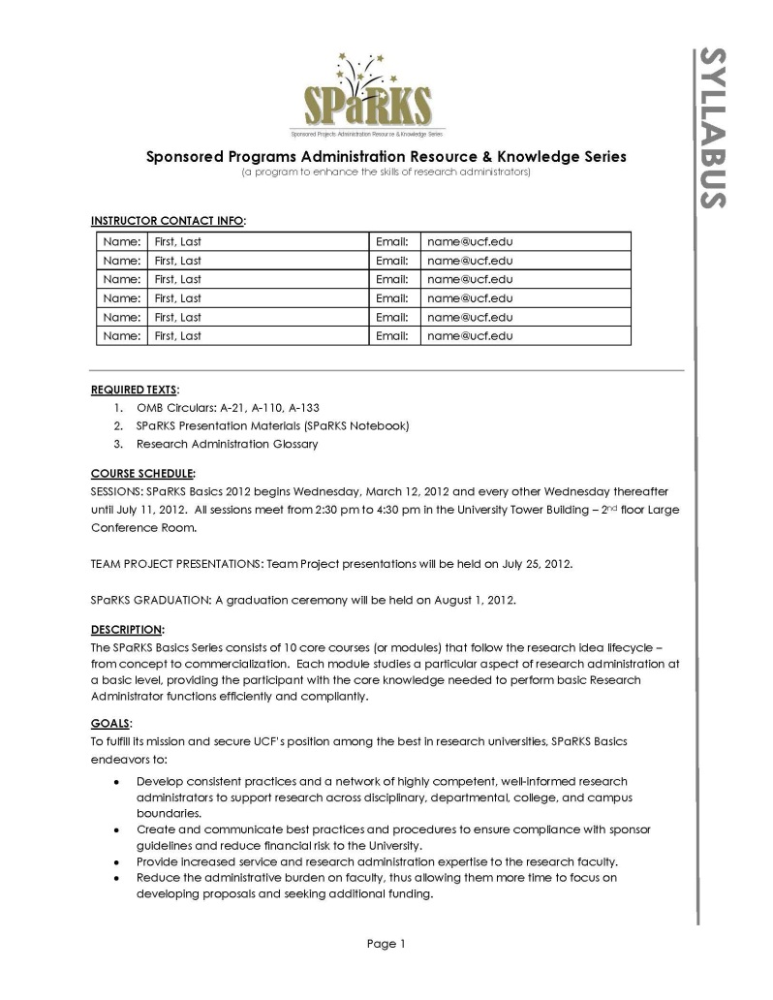 SYLLABUS
SPaRKS
Sponsored Projects Administration Resource & Knowledge Series
Sponsored Programs Administration Resource & Knowledge Series
(a program to enhance the skills of research administrators)
INSTRUCTOR CONTACT INFO:
Name: First, Last Email: name@ucf.edu
Name: First, Last Email: name@ucf.edu
Name: First, Last Email: name@ucf.edu
Name: First, Last Email: name@ucf.edu
Name: First, Last Email: name@ucf.edu
Name: First, Last Email: name@ucf.edu
REQUIRED TEXTS:
1. OMB Circulars: A-21, A-110, A-133
2. SPaRKS Presentation Materials (SPaRKS Notebook)
3. Research Administration Glossary
COURSE SCHEDULE:
SESSIONS: SPaRKS Basics 2012 begins Wednesday, March 12, 2012 and every other Wednesday thereafter
until July 11, 2012. All sessions meet from 2:30 pm to 4:30 pm in the University Tower Building – 2nd floor Large
Conference Room.
TEAM PROJECT PRESENTATIONS: Team Project presentations will be held on July 25, 2012.
SPaRKS GRADUATION: A graduation ceremony will be held on August 1, 2012.
DESCRIPTION:
The SPaRKS Basics Series consists of 10 core courses (or modules) that follow the research idea lifecycle –
from concept to commercialization. Each module studies a particular aspect of research administration at
a basic level, providing the participant with the core knowledge needed to perform basic Research
Administrator functions efficiently and compliantly.
GOALS:
To fulfill its mission and secure UCF's position among the best in research universities, SPaRKS Basics
endeavors to:
• Develop consistent practices and a network of highly competent, well-informed research
administrators to support research across disciplinary, departmental, college, and campus
boundaries.
• Create and communicate best practices and procedures to ensure compliance with sponsor
guidelines and reduce financial risk to the University.
• Provide increased service and research administration expertise to the research faculty.
• Reduce the administrative burden on faculty, thus allowing them more time to focus on
developing proposals and seeking additional funding.
Page 1